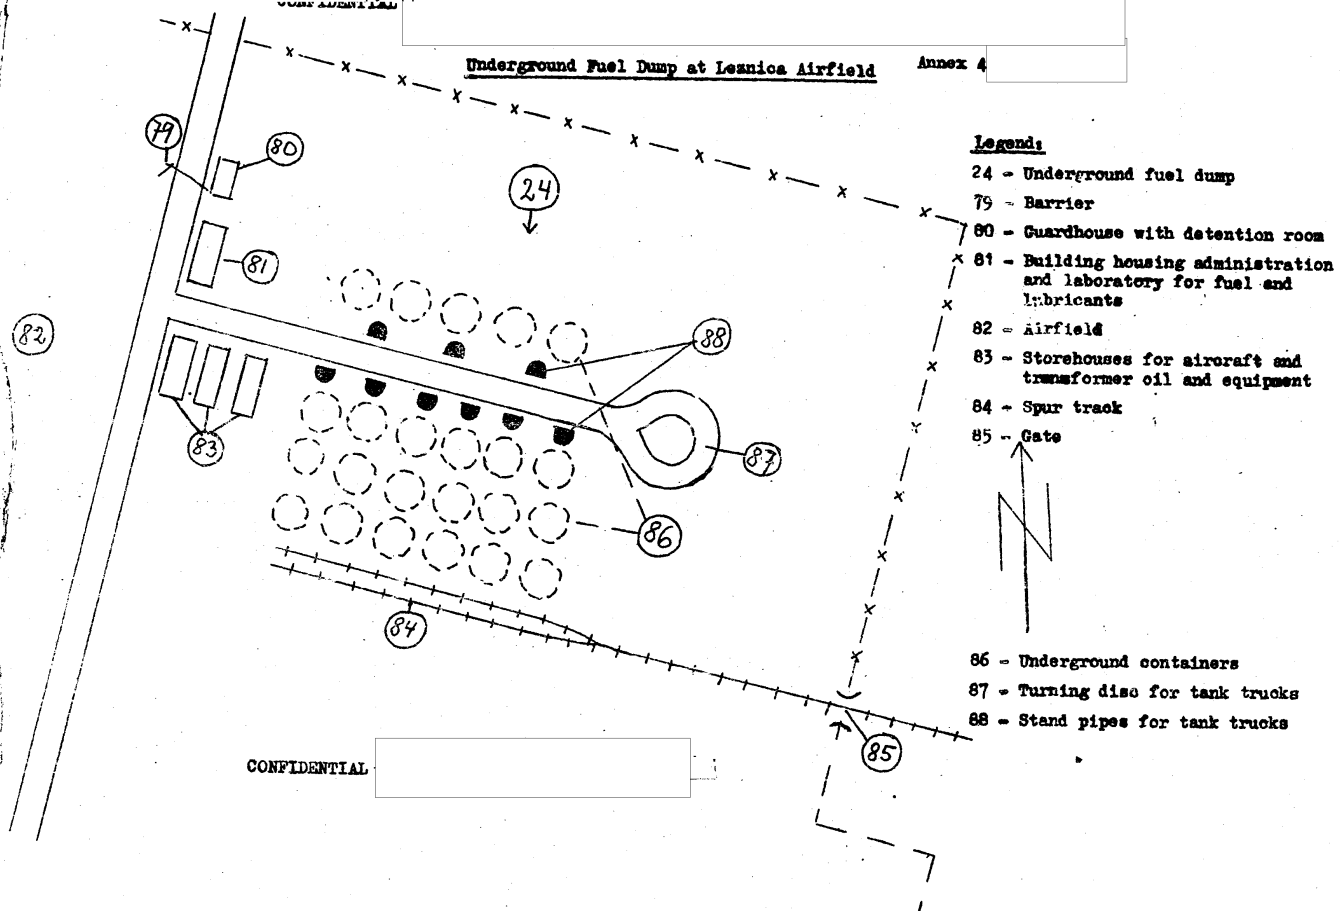 CONFIDENTIAL
Underground Fuel Dump at Leznica Airfield
Annex 4
Legend:
24 - Underground fuel dump
79 - Barrier
80 - Guardhouse with detention room
81 - Building housing administration
and laboratory for fuel and
lubricants
82 - Airfield
83 - Storehouses for aircraft and
transformer oil and equipment
84 - Spur track
85 - Gate
86 - Underground containers
87 - Turning disc for tank trucks
88 - Stand pipes for tank trucks
79
80
24
81
82
88
83
87
86
84
85
CONFIDENTIAL